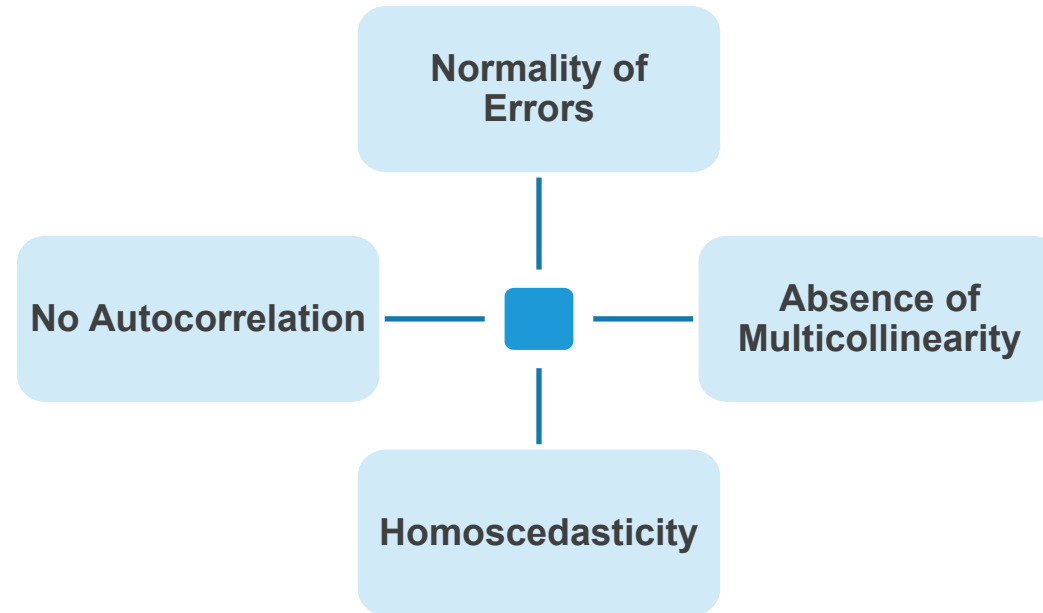 Normality of
Errors
No Autocorrelation
Absence of
Multicollinearity
Homoscedasticity